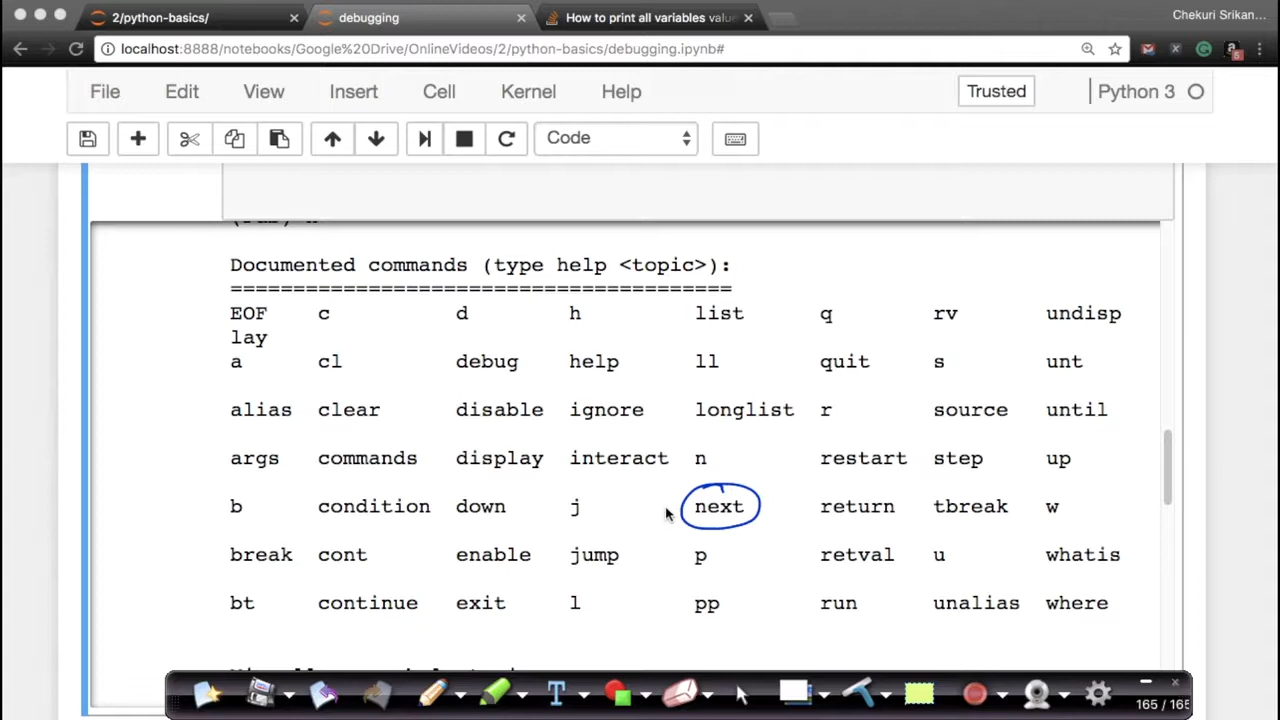 2/python-basics/ debugging How to print all variables value
Chekuri Srikan...
localhost:8888/notebooks/Google%20Drive/OnlineVideos/2/python-basics/debugging.ipynb#
File Edit View Insert Cell Kernel Help Trusted Python 3
Code
Documented commands (type help <topic>):
========================================
EOF c d h list q rv undisp
lay
a cl debug help ll quit s unt
alias clear disable ignore longlist r source until
args commands display interact n restart step up
b condition down j next return tbreak w
break cont enable jump p retval u whatis
bt continue exit l pp run unalias where
165 / 165